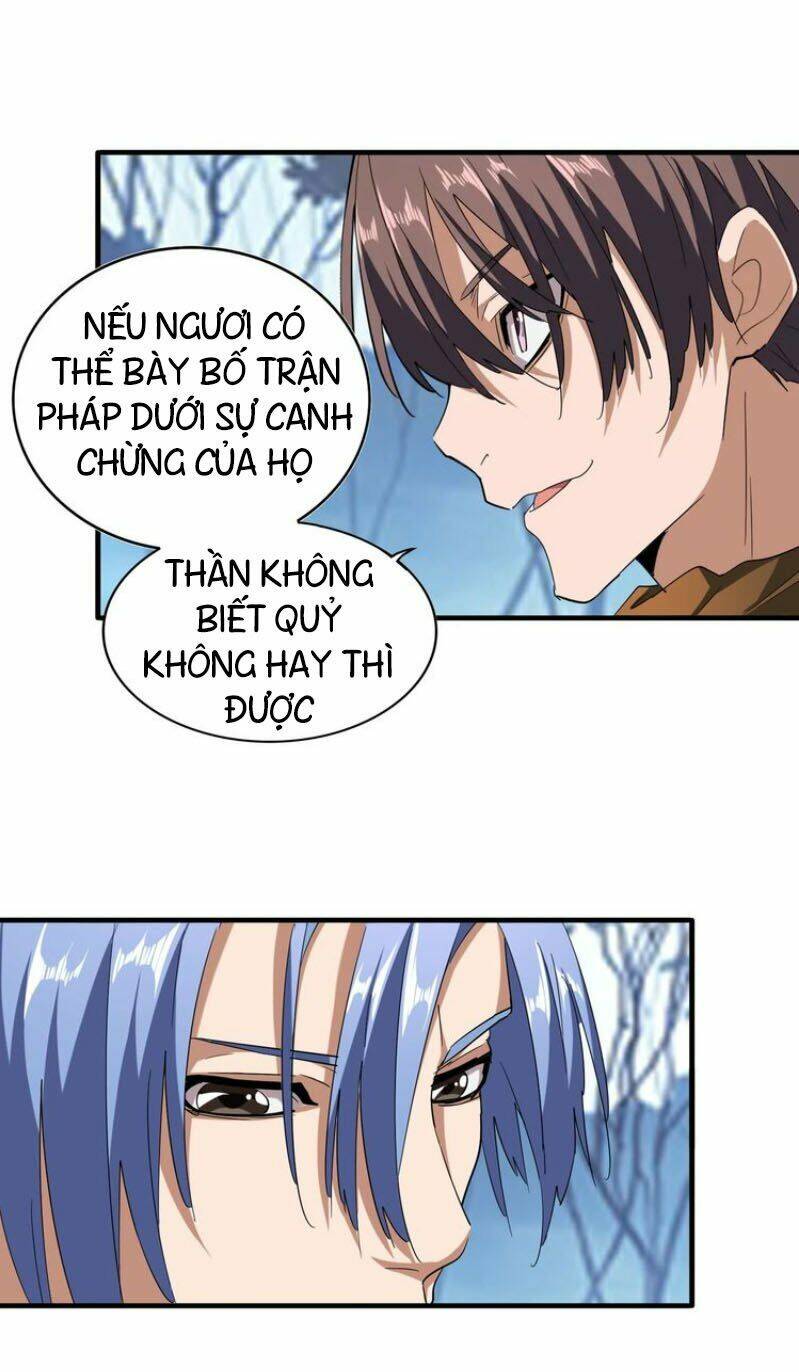 NẾU NGƯƠI CÓ
THỂ BÀY BỐ TRẬN
PHÁP DƯỚI SỰ CANH
CHỪNG CỦA HỌ
THẦN KHÔNG
BIẾT QUỶ
KHÔNG HAY THÌ
ĐƯỢC